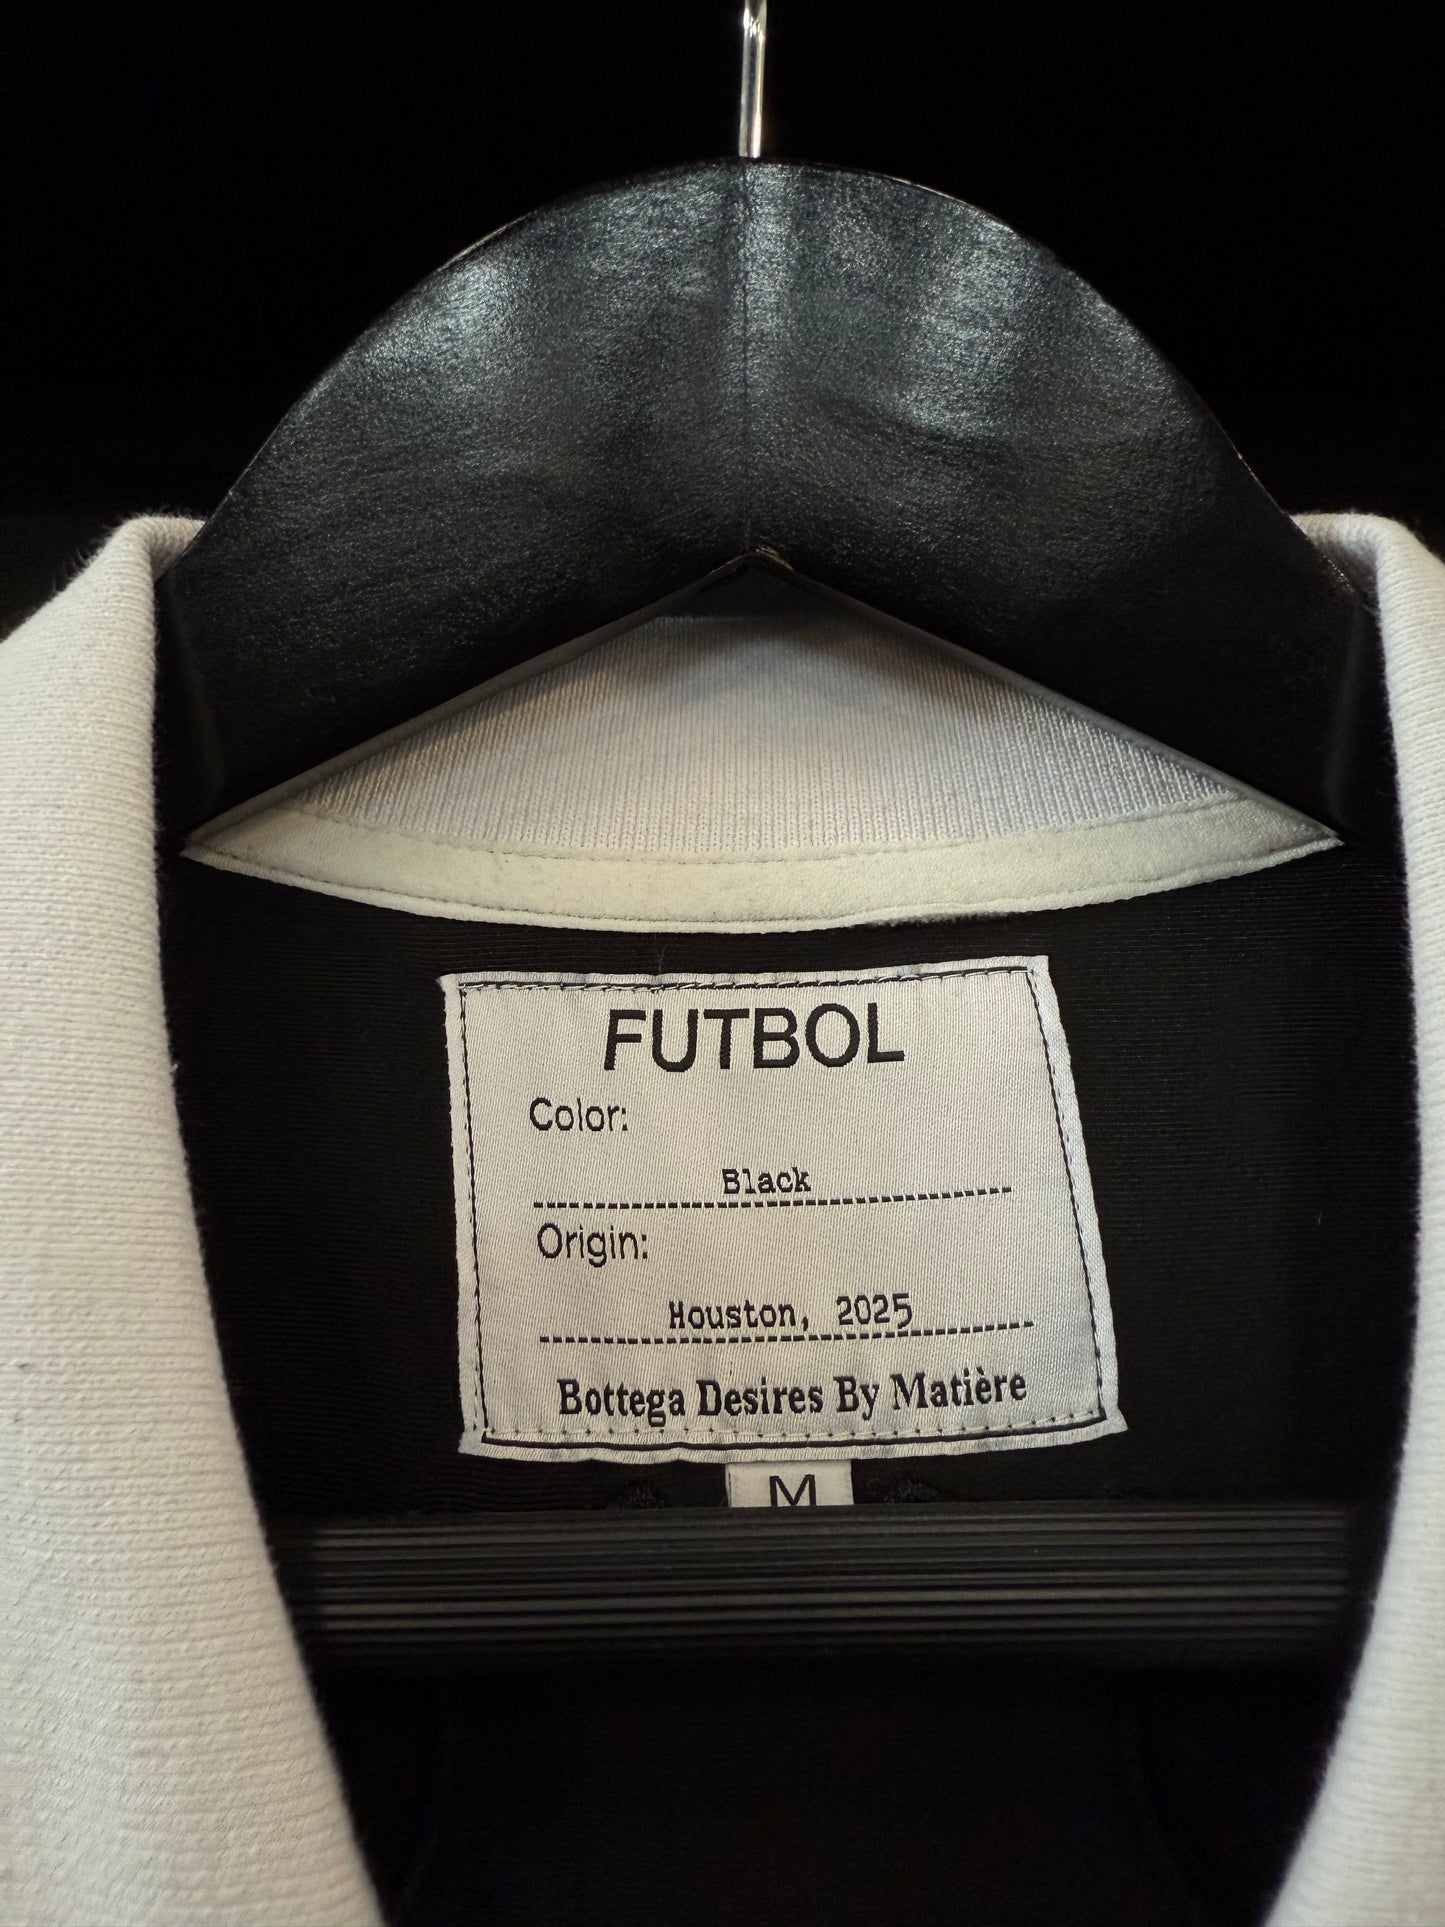 FUTBOL
Color:
Black
Origin:
Houston, 2025
Bottega Desires By Matière
M